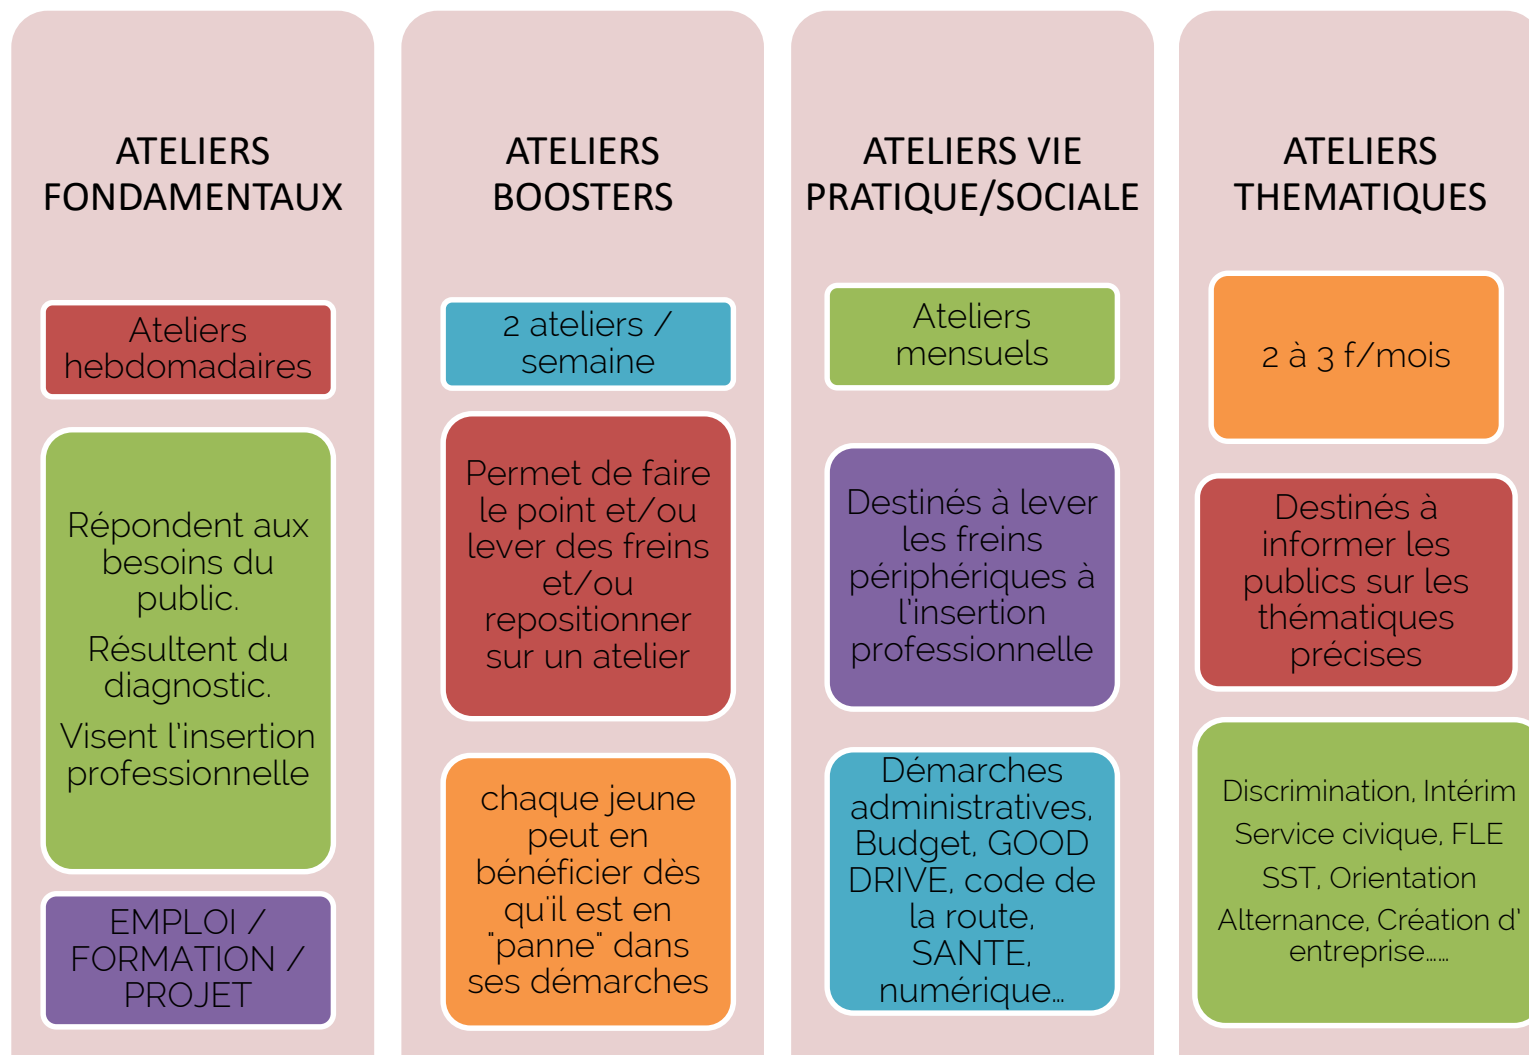 ATELIERS
FONDAMENTAUX
Ateliers
hebdomadaires
Répondent aux
besoins du
public.
Résultent du
diagnostic.
Visent l'insertion
professionnelle
EMPLOI /
FORMATION /
PROJET
ATELIERS
BOOSTERS
2 ateliers /
semaine
Permet de faire
le point et/ou
lever des freins
et/ou
repositionner
sur un atelier
chaque jeune
peut en
bénéficier dès
qu'il est en
"panne" dans
ses démarches
ATELIERS VIE
PRATIQUE/SOCIALE
Ateliers
mensuels
Destinés à lever
les freins
périphériques à
l'insertion
professionnelle
Démarches
administratives,
Budget, GOOD
DRIVE, code de
la route,
SANTE,
numérique...
ATELIERS
THEMATIQUES
2 à 3 f/mois
Destinés à
informer les
publics sur les
thématiques
précises
Discrimination, Intérim
Service civique, FLE
SST, Orientation
Alternance, Création d'
entreprise......